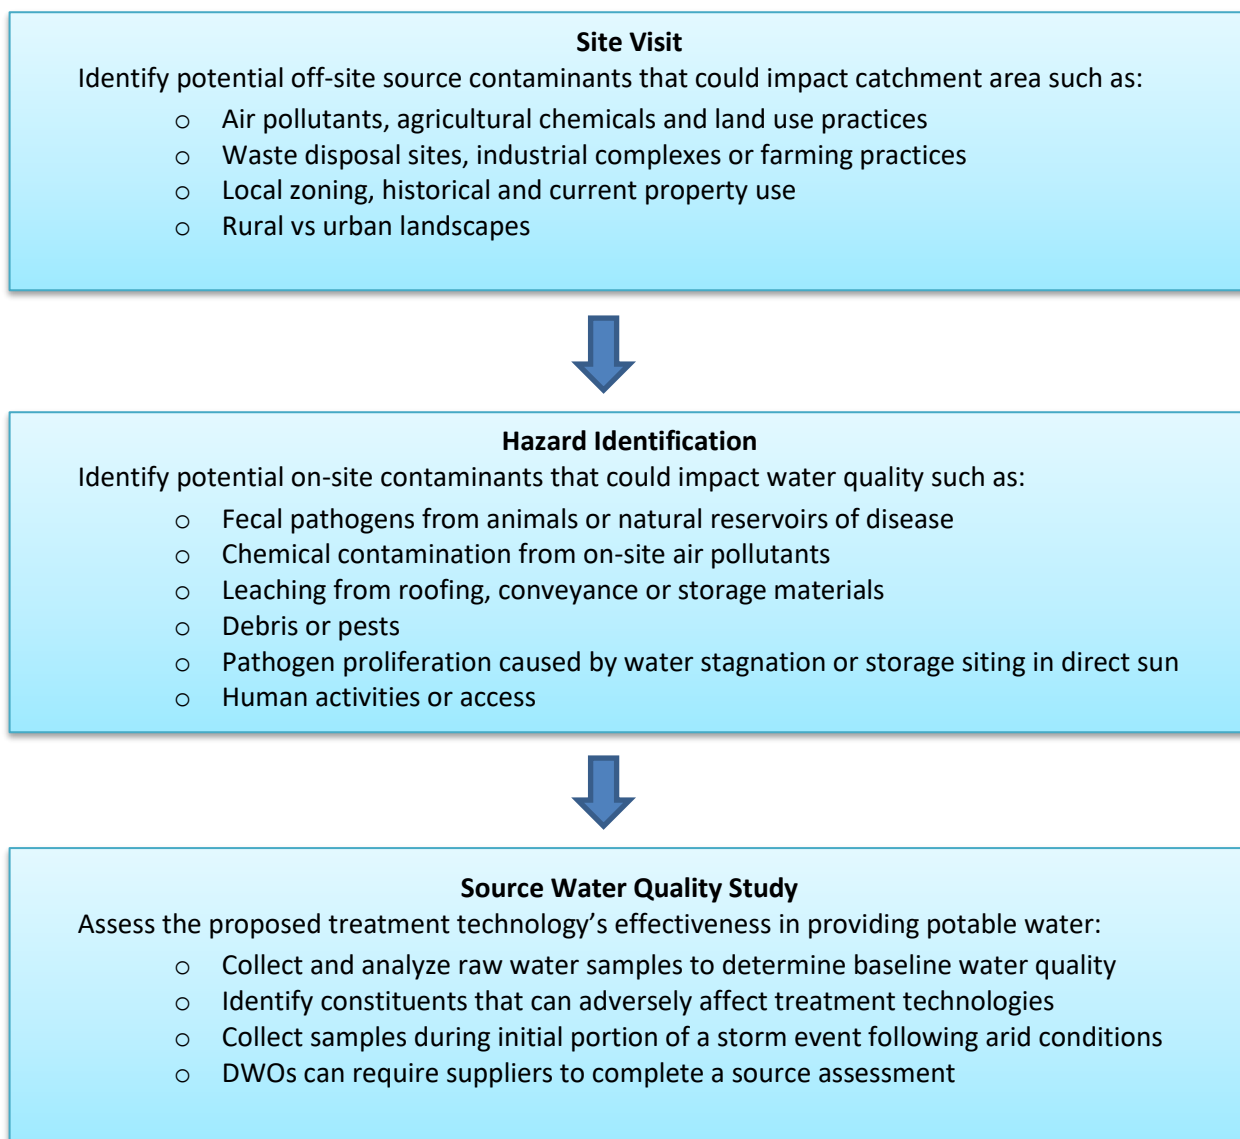 Site Visit
Identify potential off-site source contaminants that could impact catchment area such as:
o Air pollutants, agricultural chemicals and land use practices
o Waste disposal sites, industrial complexes or farming practices
o Local zoning, historical and current property use
o Rural vs urban landscapes
Hazard Identification
Identify potential on-site contaminants that could impact water quality such as:
o Fecal pathogens from animals or natural reservoirs of disease
o Chemical contamination from on-site air pollutants
o Leaching from roofing, conveyance or storage materials
o Debris or pests
o Pathogen proliferation caused by water stagnation or storage siting in direct sun
o Human activities or access
Source Water Quality Study
Assess the proposed treatment technology’s effectiveness in providing potable water:
o Collect and analyze raw water samples to determine baseline water quality
o Identify constituents that can adversely affect treatment technologies
o Collect samples during initial portion of a storm event following arid conditions
o DWOs can require suppliers to complete a source assessment